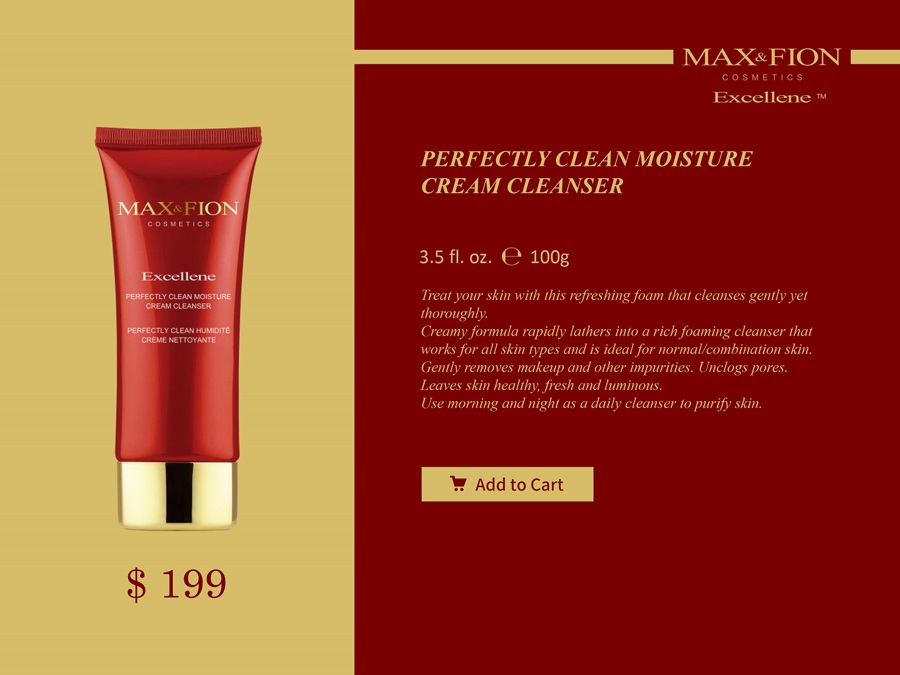 MAX&FION
COSMETICS
Excellene
PERFECTLY CLEAN MOISTURE
CREAM CLEANSER
PERFECTLY CLEAN HUMIDITÉ
CRÈME NETTOYANTE
$ 199
MAX&FION
COSMETICS
Excellene ™
PERFECTLY CLEAN MOISTURE
CREAM CLEANSER
3.5 fl. oz. ℮ 100g
Treat your skin with this refreshing foam that cleanses gently yet
thoroughly.
Creamy formula rapidly lathers into a rich foaming cleanser that
works for all skin types and is ideal for normal/combination skin.
Gently removes makeup and other impurities. Unclogs pores.
Leaves skin healthy, fresh and luminous.
Use morning and night as a daily cleanser to purify skin.
Add to Cart